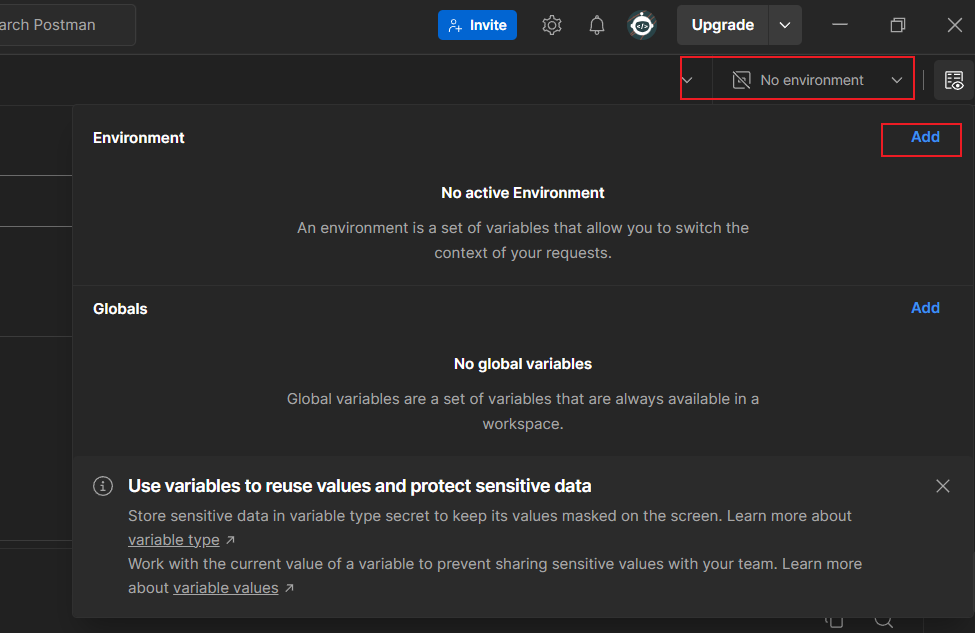 arch Postman
Invite
Upgrade
No environment
Environment
Add
No active Environment
An environment is a set of variables that allow you to switch the
context of your requests.
Globals
Add
No global variables
Global variables are a set of variables that are always available in a
workspace.
Use variables to reuse values and protect sensitive data
Store sensitive data in variable type secret to keep its values masked on the screen. Learn more about
variable type ↗
Work with the current value of a variable to prevent sharing sensitive values with your team. Learn more
about variable values ↗